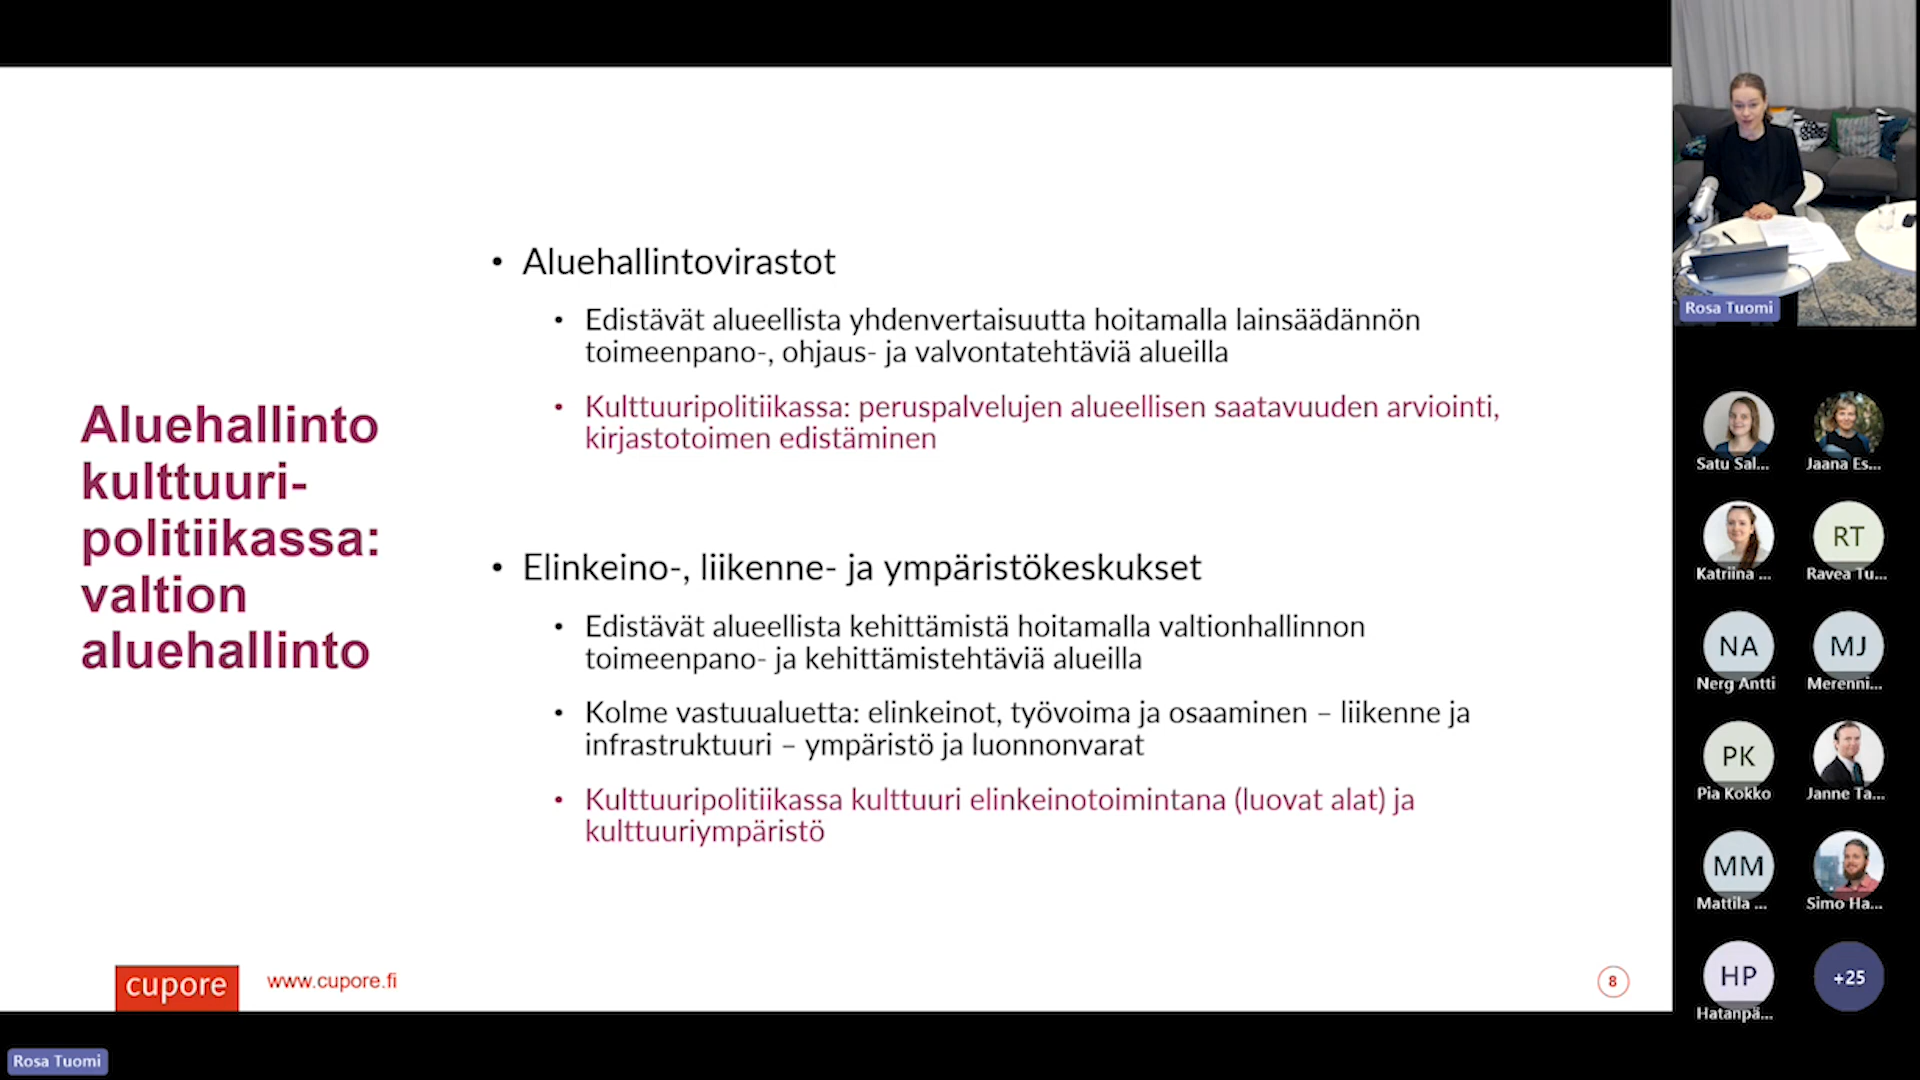 Aluehallinto
kulttuuri-
politiikassa:
valtion
aluehallinto
• Aluehallintovirastot
• Edistävät alueellista yhdenvertaisuutta hoitamalla lainsäädännön
toimeenpano-, ohjaus- ja valvontatehtäviä alueilla
• Kulttuuripolitiikassa: peruspalvelujen alueellisen saatavuuden arviointi,
kirjastotoimen edistäminen
• Elinkeino-, liikenne- ja ympäristökeskukset
• Edistävät alueellista kehittämistä hoitamalla valtionhallinnon
toimeenpano- ja kehittämistehtäviä alueilla
• Kolme vastuualuetta: elinkeinot, työvoima ja osaaminen – liikenne ja
infrastruktuuri – ympäristö ja luonnonvarat
• Kulttuuripolitiikassa kulttuuri elinkeinotoimintana (luovat alat) ja
kulttuuriympäristö
cupore
www.cupore.fi
8
Rosa Tuomi
Rosa Tuomi
Satu Sal...
Jaana Es...
Katriina ...
RT
Ravea Tu...
NA
Nerg Antti
MJ
Merenni...
PK
Pia Kokko
Janne Ta...
MM
Mattila ...
Simo Ha...
HP
Hatanpä...
+25